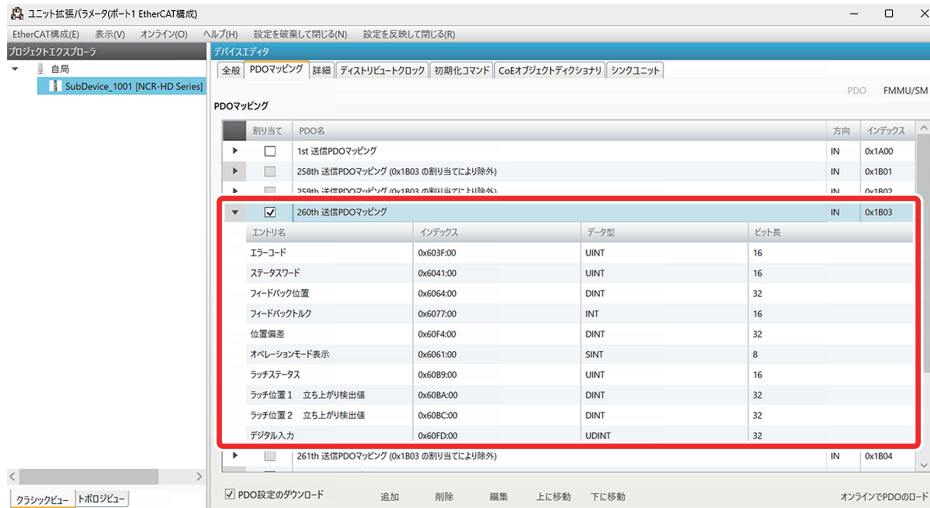 ユニット拡張パラメータ(ポート1 EtherCAT構成)
EtherCAT構成(E) 表示(V) オンライン(O) ヘルプ(H) 設定を破棄して閉じる(N) 設定を反映して閉じる(R)
プロジェクトエクスプローラ
自局
SubDevice_1001 [NCR-HD Series]
デバイスエディタ
全般 PDOマッピング 詳細 ディストリビュートクロック 初期化コマンド CoEオブジェクトディクショナリ シンクユニット
PDO FMMU/SM
PDOマッピング
割り当て PDO名 方向 インデックス
1st 送信PDOマッピング IN 0x1A00
258th 送信PDOマッピング (0x1B03 の割り当てにより除外) IN 0x1B01
259th 送信PDOマッピング (0x1B03 の割り当てにより除外) IN 0x1B02
260th 送信PDOマッピング IN 0x1B03
エントリ名 インデックス データ型 ビット長
エラーコード 0x603F:00 UINT 16
ステータスワード 0x6041:00 UINT 16
フィードバック位置 0x6064:00 DINT 32
フィードバックトルク 0x6077:00 INT 16
位置偏差 0x60F4:00 DINT 32
オペレーションモード表示 0x6061:00 SINT 8
ラッチステータス 0x60B9:00 UINT 16
ラッチ位置1 立ち上がり検出値 0x60BA:00 DINT 32
ラッチ位置2 立ち上がり検出値 0x60BC:00 DINT 32
デジタル入力 0x60FD:00 UDINT 32
261th 送信PDOマッピング (0x1B03 の割り当てにより除外) IN 0x1B04
PDO設定のダウンロード 追加 削除 編集 上に移動 下に移動 オンラインでPDOのロード
クラシックビュー トポロジビュー